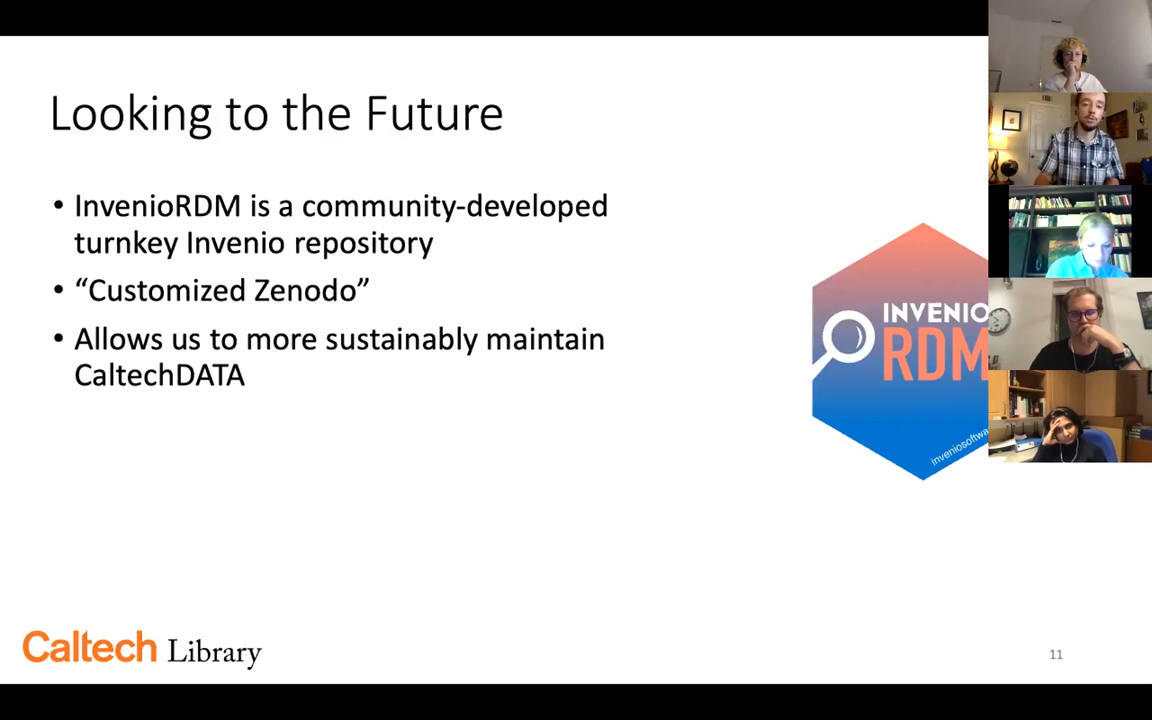 Looking to the Future
• InvenioRDM is a community-developed
turnkey Invenio repository
• “Customized Zenodo”
• Allows us to more sustainably maintain
CaltechDATA
INVENIO
RDM
inveniosoftwa
Caltech Library
11